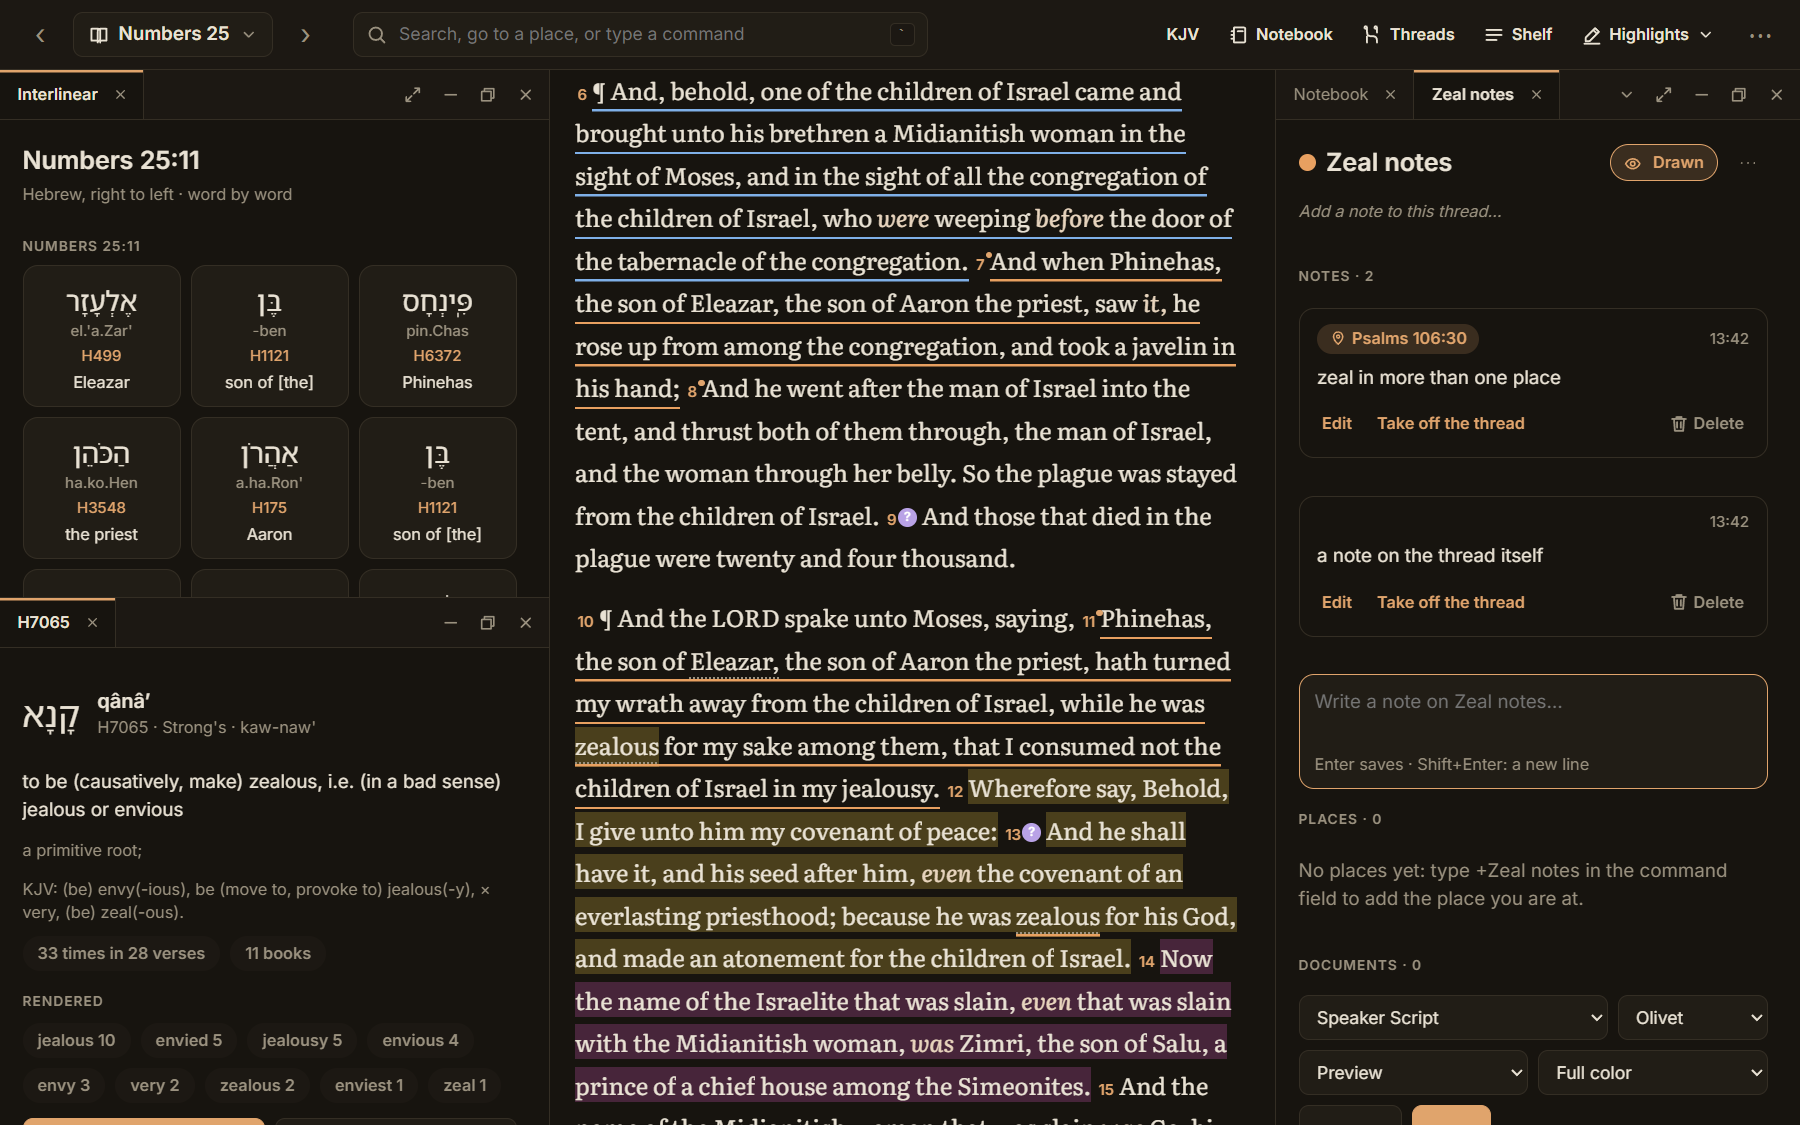 Numbers 25
Search, go to a place, or type a command
`
KJV
Notebook
Threads
Shelf
Highlights
Interlinear
Numbers 25:11
Hebrew, right to left · word by word
NUMBERS 25:11
אֶלְעָזָר
בֶּן
פִּינְחָס
el.'a.Zar'
-ben
pin.Chas
H499
H1121
H6372
Eleazar
son of [the]
Phinehas
הַכֹּהֵן
אַהֲרֹן
בֶּן
ha.ko.Hen
a.ha.Ron'
-ben
H3548
H175
H1121
the priest
Aaron
son of [the]
H7065
קָנָא
qânâʼ
H7065 · Strong's · kaw-naw'
to be (causatively, make) zealous, i.e. (in a bad sense)
jealous or envious
a primitive root;
KJV: (be) envy(-ious), be (move to, provoke to) jealous(-y), ×
very, (be) zeal(-ous).
33 times in 28 verses
11 books
RENDERED
jealous 10
envied 5
jealousy 5
envious 4
envy 3
very 2
zealous 2
enviest 1
zeal 1
6 ¶ And, behold, one of the children of Israel came and
brought unto his brethren a Midianitish woman in the
sight of Moses, and in the sight of all the congregation of
the children of Israel, who were weeping before the door of
the tabernacle of the congregation. 7 And when Phinehas,
the son of Eleazar, the son of Aaron the priest, saw it, he
rose up from among the congregation, and took a javelin in
his hand; 8 And he went after the man of Israel into the
tent, and thrust both of them through, the man of Israel,
and the woman through her belly. So the plague was stayed
from the children of Israel. 9 ? And those that died in the
plague were twenty and four thousand.
10 ¶ And the LORD spake unto Moses, saying, 11 Phinehas,
the son of Eleazar, the son of Aaron the priest, hath turned
my wrath away from the children of Israel, while he was
zealous for my sake among them, that I consumed not the
children of Israel in my jealousy. 12 Wherefore say, Behold,
I give unto him my covenant of peace: 13 ? And he shall
have it, and his seed after him, even the covenant of an
everlasting priesthood; because he was zealous for his God,
and made an atonement for the children of Israel. 14 Now
the name of the Israelite that was slain, even that was slain
with the Midianitish woman, was Zimri, the son of Salu, a
prince of a chief house among the Simeonites. 15 And the
Notebook
Zeal notes
Zeal notes
Drawn
Add a note to this thread...
NOTES · 2
Psalms 106:30
13:42
zeal in more than one place
Edit
Take off the thread
Delete
13:42
a note on the thread itself
Edit
Take off the thread
Delete
Write a note on Zeal notes...
Enter saves · Shift+Enter: a new line
PLACES · 0
No places yet: type +Zeal notes in the command
field to add the place you are at.
DOCUMENTS · 0
Speaker Script
Olivet
Preview
Full color